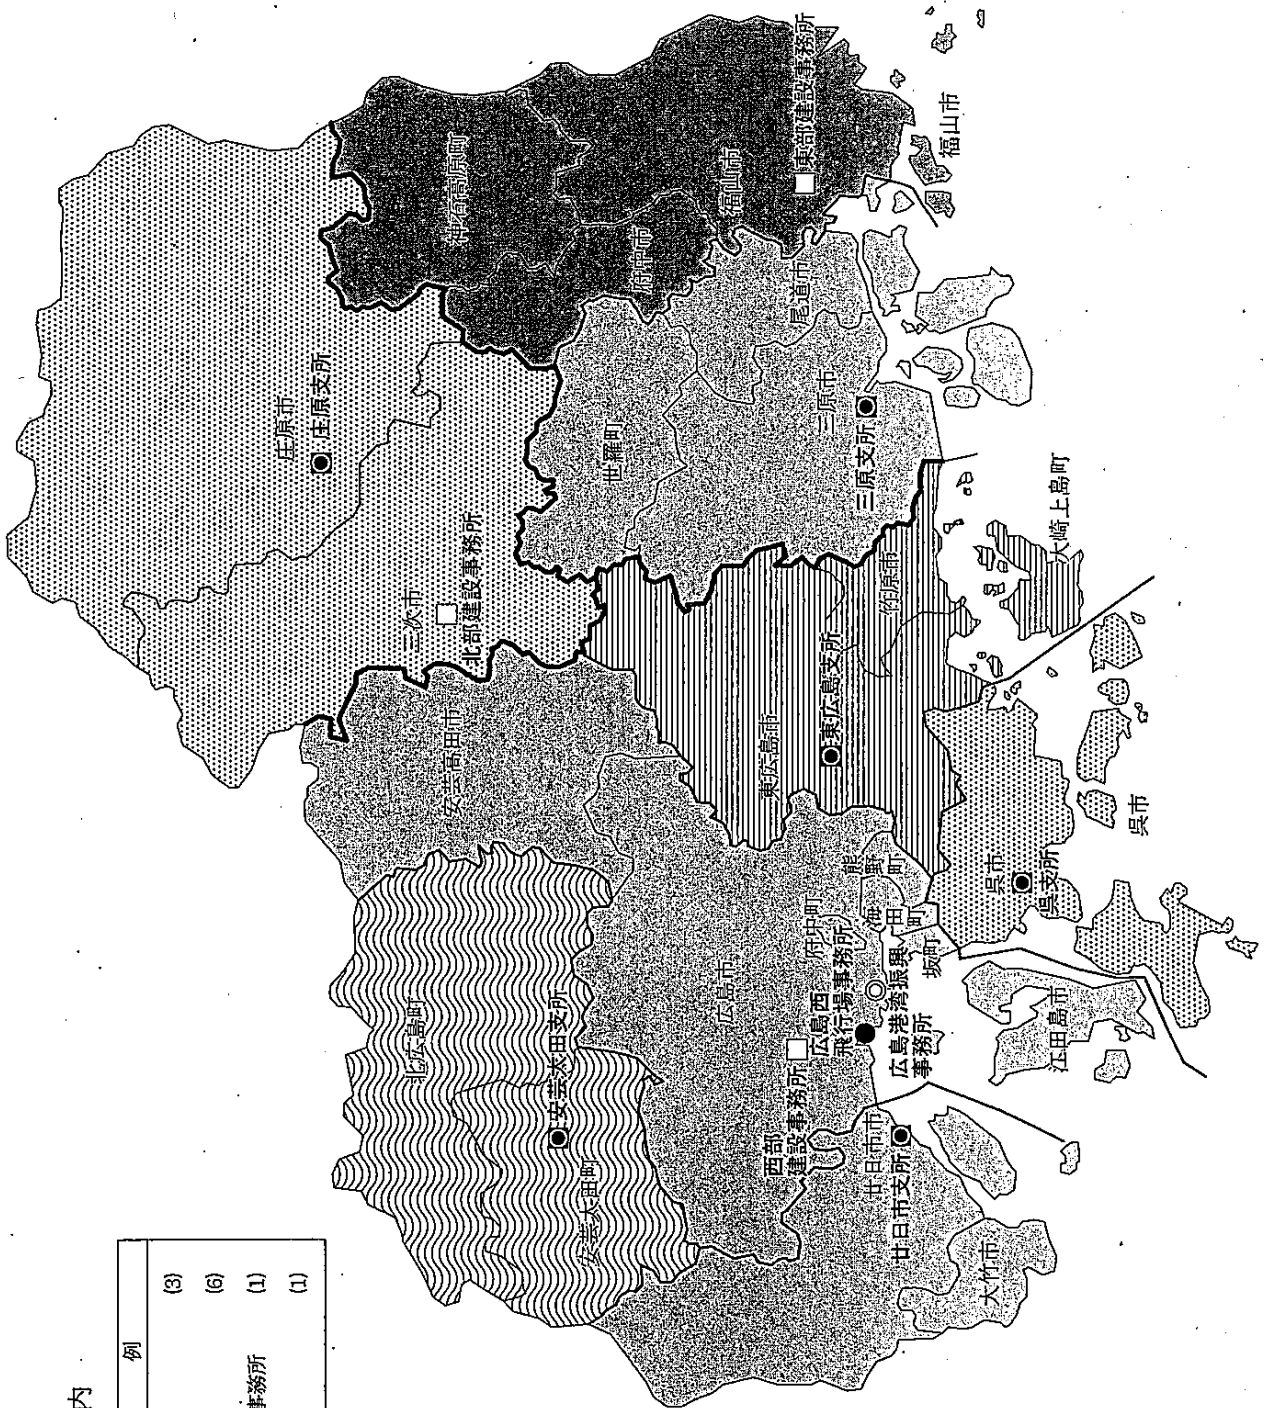 内
例
(3)
(6)
事務所
(1)
(1)
庄原市
庄原支所
三次市
北部建設事務所
神石高原町
府中市
福山市
東部建設事務所
福山市
世羅町
尾道市
三原市
三原支所
安芸高田市
東広島市
東広島支所
竹原市
大崎上島町
北広島町
安芸太田支所
安芸太田町
広島市
府中町
海田町
熊野町
坂町
西部
建設事務所
広島西
飛行場事務所
広島港湾振興
事務所
呉市
呉支所
呉市
江田島市
廿日市市
廿日市支所
大竹市